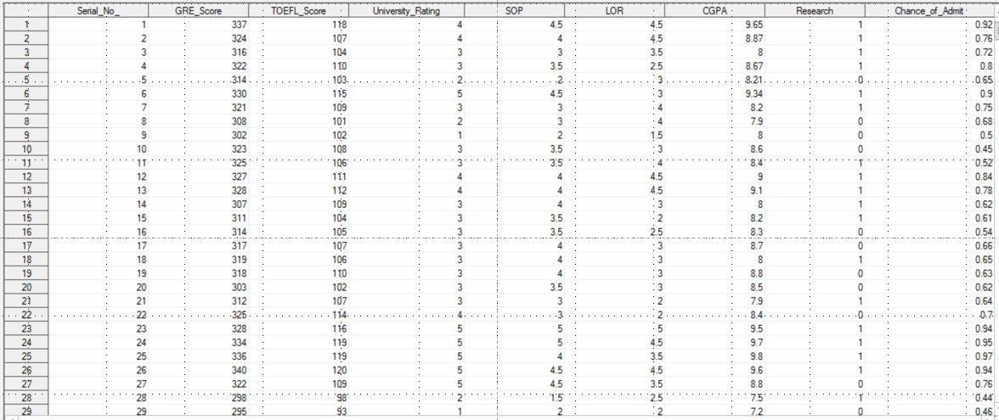 Serial_No_ GRE_Score TOEFL_Score University_Rating SOP LOR CGPA Research Chance_of_Admit
1 1 337 118 4 4.5 4.5 9.65 1 0.92
2 2 324 107 4 4 4.5 8.87 1 0.76
3 3 316 104 3 3 3.5 8 1 0.72
4 4 322 110 3 3.5 2.5 8.67 1 0.8
5 5 314 103 2 2 3 8.21 0 0.65
6 6 330 115 5 4.5 3 9.34 1 0.9
7 7 321 109 3 3 4 8.2 1 0.75
8 8 308 101 2 3 4 7.9 0 0.68
9 9 302 102 1 2 1.5 8 0 0.5
10 10 323 108 3 3.5 3 8.6 0 0.45
11 11 325 106 3 3.5 4 8.4 1 0.52
12 12 327 111 4 4 4.5 9 1 0.84
13 13 328 112 4 4 4.5 9.1 1 0.78
14 14 307 109 3 4 3 8 1 0.62
15 15 311 104 3 3.5 2 8.2 1 0.61
16 16 314 105 3 3.5 2.5 8.3 0 0.54
17 17 317 107 3 4 3 8.7 0 0.66
18 18 319 106 3 4 3 8 1 0.65
19 19 318 110 3 4 3 8.8 0 0.63
20 20 303 102 3 3.5 3 8.5 0 0.62
21 21 312 107 3 3 2 7.9 1 0.64
22 22 325 114 4 3 2 8.4 0 0.7
23 23 328 116 5 5 5 9.5 1 0.94
24 24 334 119 5 5 4.5 9.7 1 0.95
25 25 336 119 5 4 3.5 9.8 1 0.97
26 26 340 120 5 4.5 4.5 9.6 1 0.94
27 27 322 109 5 4.5 3.5 8.8 0 0.76
28 28 298 98 2 1.5 2.5 7.5 1 0.44
29 29 295 93 1 2 2 7.2 0 0.46